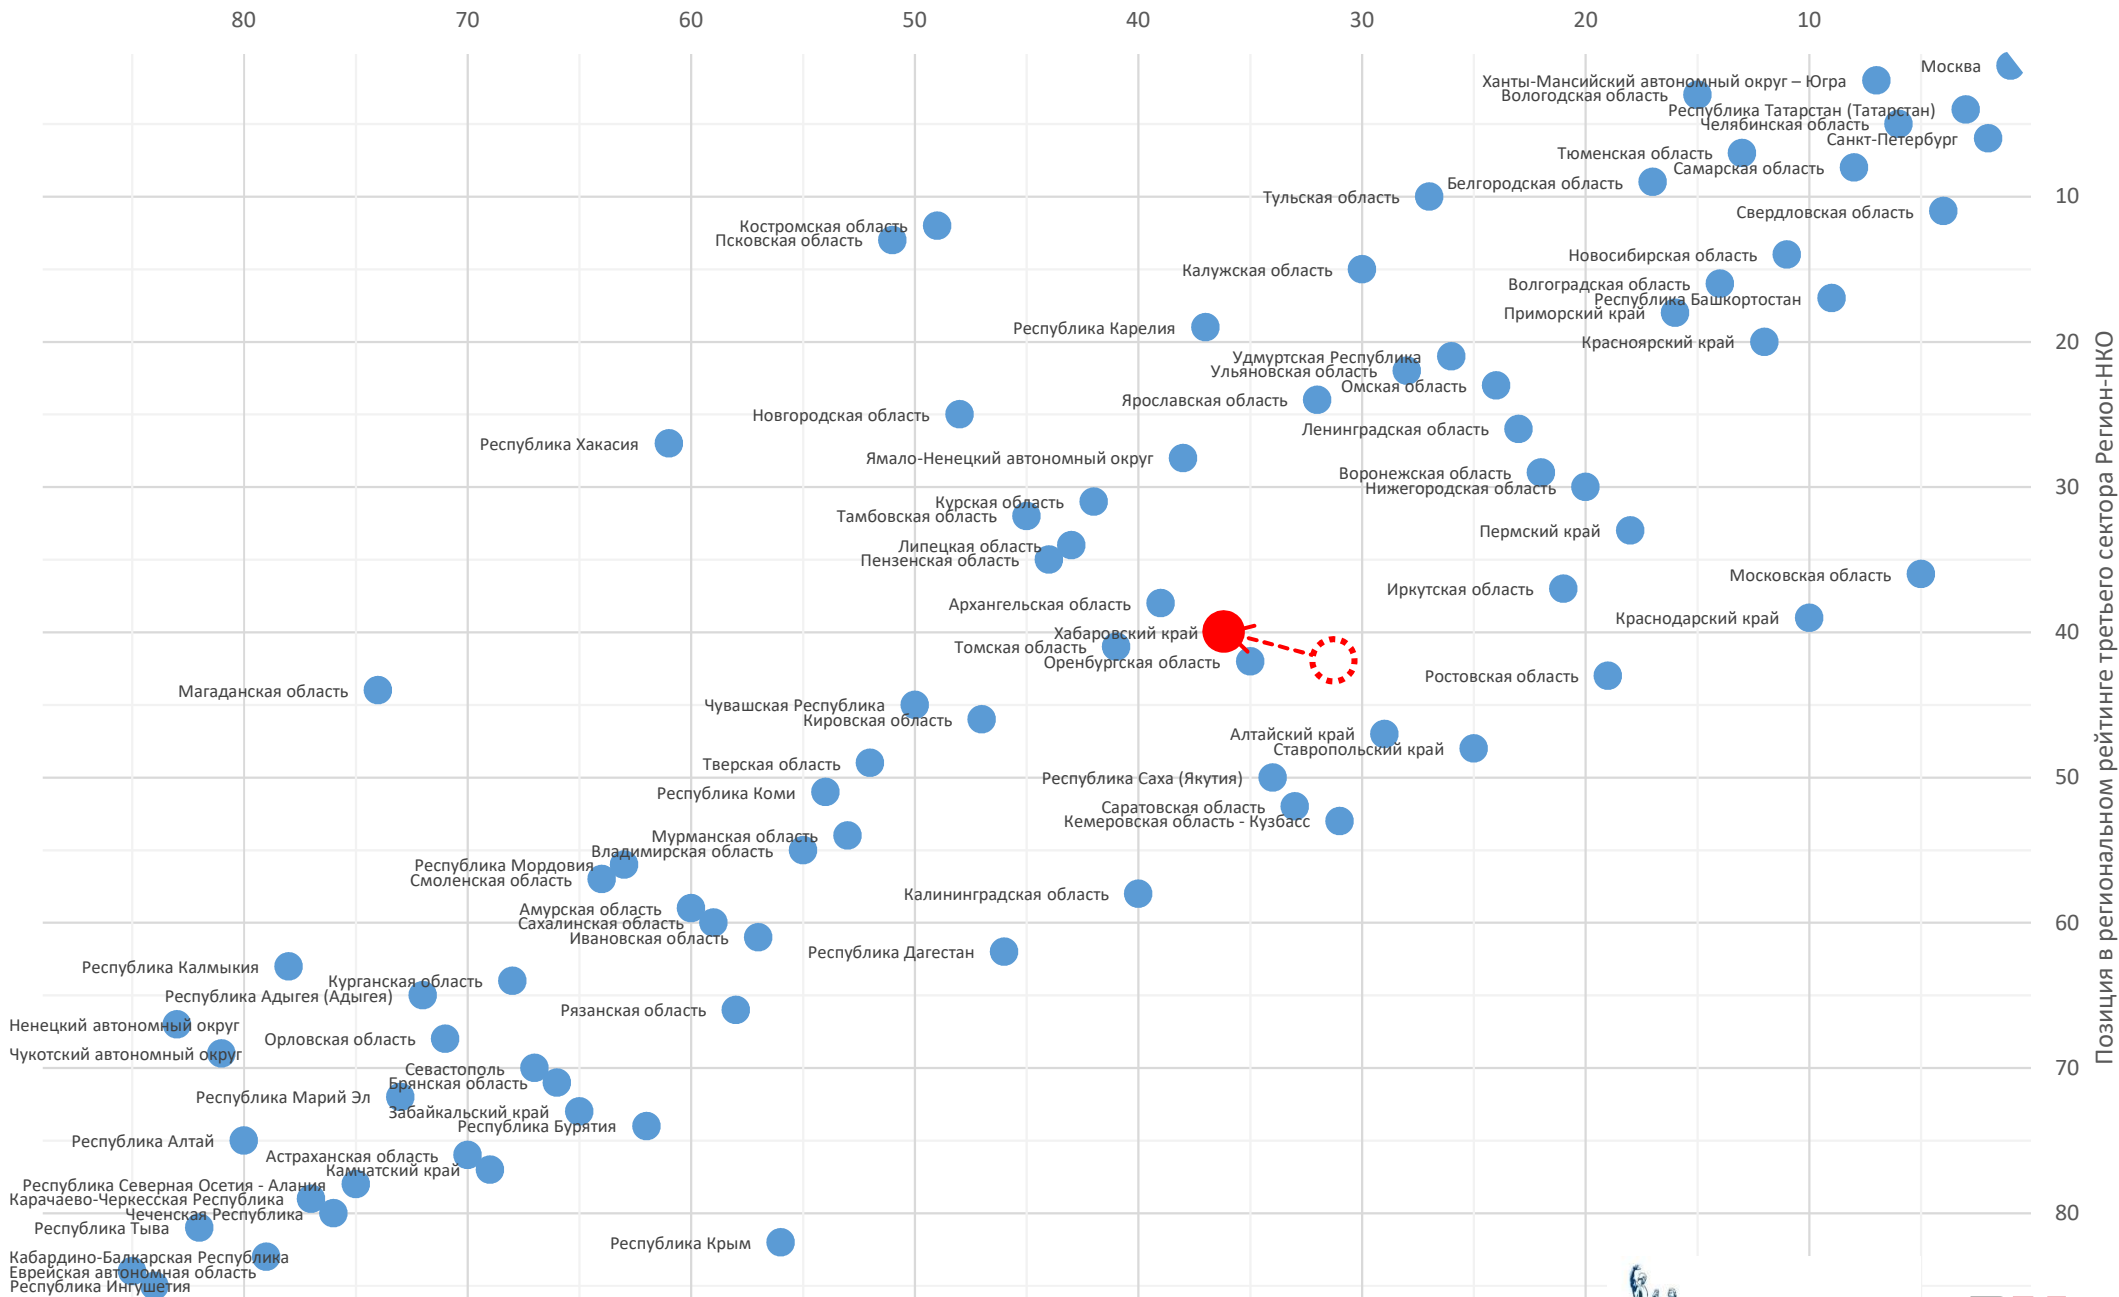 80 70 60 50 40 30 20 10
Москва
Ханты-Мансийский автономный округ – Югра
Вологодская область
Республика Татарстан (Татарстан)
Челябинская область
Санкт-Петербург
Тюменская область
Самарская область
Белгородская область
Тульская область
10
Свердловская область
Костромская область
Псковская область
Новосибирская область
Калужская область
Волгоградская область
Республика Башкортостан
Приморский край
Республика Карелия
Красноярский край
20
Удмуртская Республика
Ульяновская область
Омская область
Ярославская область
Новгородская область
Ленинградская область
Республика Хакасия
Ямало-Ненецкий автономный округ
Воронежская область
Нижегородская область
30
Курская область
Тамбовская область
Пермский край
Липецкая область
Пензенская область
Московская область
Иркутская область
Архангельская область
Краснодарский край
Хабаровский край
40
Томская область
Оренбургская область
Ростовская область
Магаданская область
Чувашская Республика
Кировская область
Алтайский край
Ставропольский край
Тверская область
Республика Саха (Якутия)
50
Республика Коми
Саратовская область
Кемеровская область - Кузбасс
Мурманская область
Владимирская область
Республика Мордовия
Смоленская область
Калининградская область
Амурская область
Сахалинская область
60
Ивановская область
Республика Дагестан
Республика Калмыкия
Курганская область
Республика Адыгея (Адыгея)
Рязанская область
Ненецкий автономный округ
Орловская область
Чукотский автономный округ
Севастополь
70
Брянская область
Республика Марий Эл
Забайкальский край
Республика Бурятия
Республика Алтай
Астраханская область
Камчатский край
Республика Северная Осетия - Алания
Карачаево-Черкесская Республика
Чеченская Республика
80
Республика Тыва
Республика Крым
Кабардино-Балкарская Республика
Еврейская автономная область
Республика Ингушетия
Позиция в региональном рейтинге третьего сектора Регион-НКО